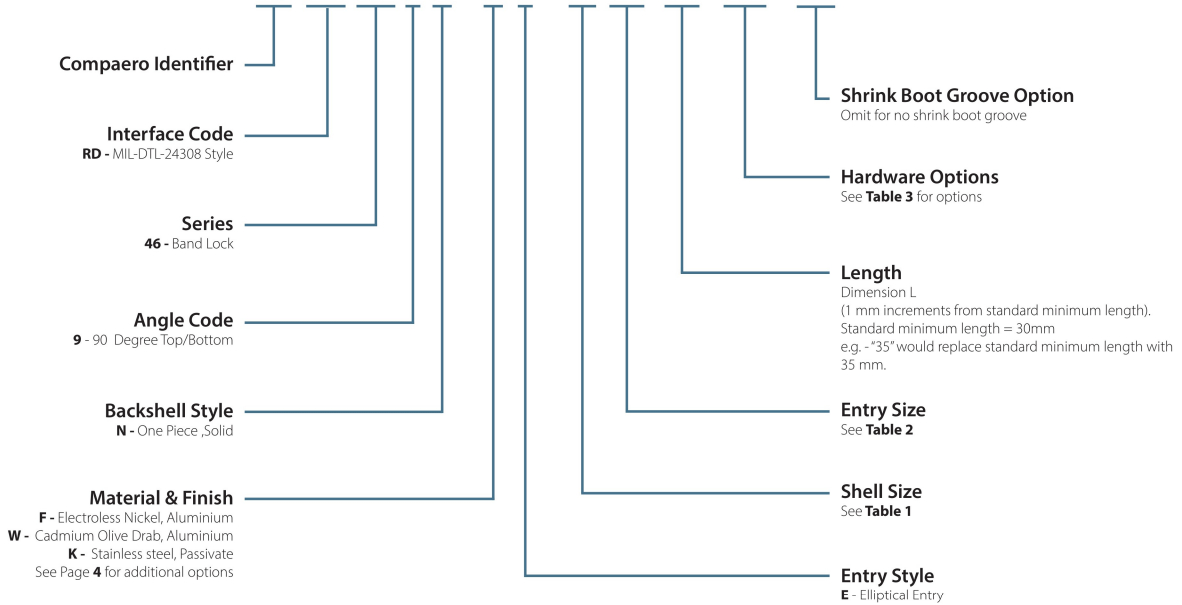 Compaero Identifier
Interface Code
RD - MIL-DTL-24308 Style
Series
46 - Band Lock
Angle Code
9 - 90 Degree Top/Bottom
Backshell Style
N - One Piece ,Solid
Material & Finish
F - Electroless Nickel, Aluminium
W - Cadmium Olive Drab, Aluminium
K - Stainless steel, Passivate
See Page 4 for additional options
Shrink Boot Groove Option
Omit for no shrink boot groove
Hardware Options
See Table 3 for options
Length
Dimension L
(1 mm increments from standard minimum length).
Standard minimum length = 30mm
e.g. - "35" would replace standard minimum length with
35 mm.
Entry Size
See Table 2
Shell Size
See Table 1
Entry Style
E - Elliptical Entry